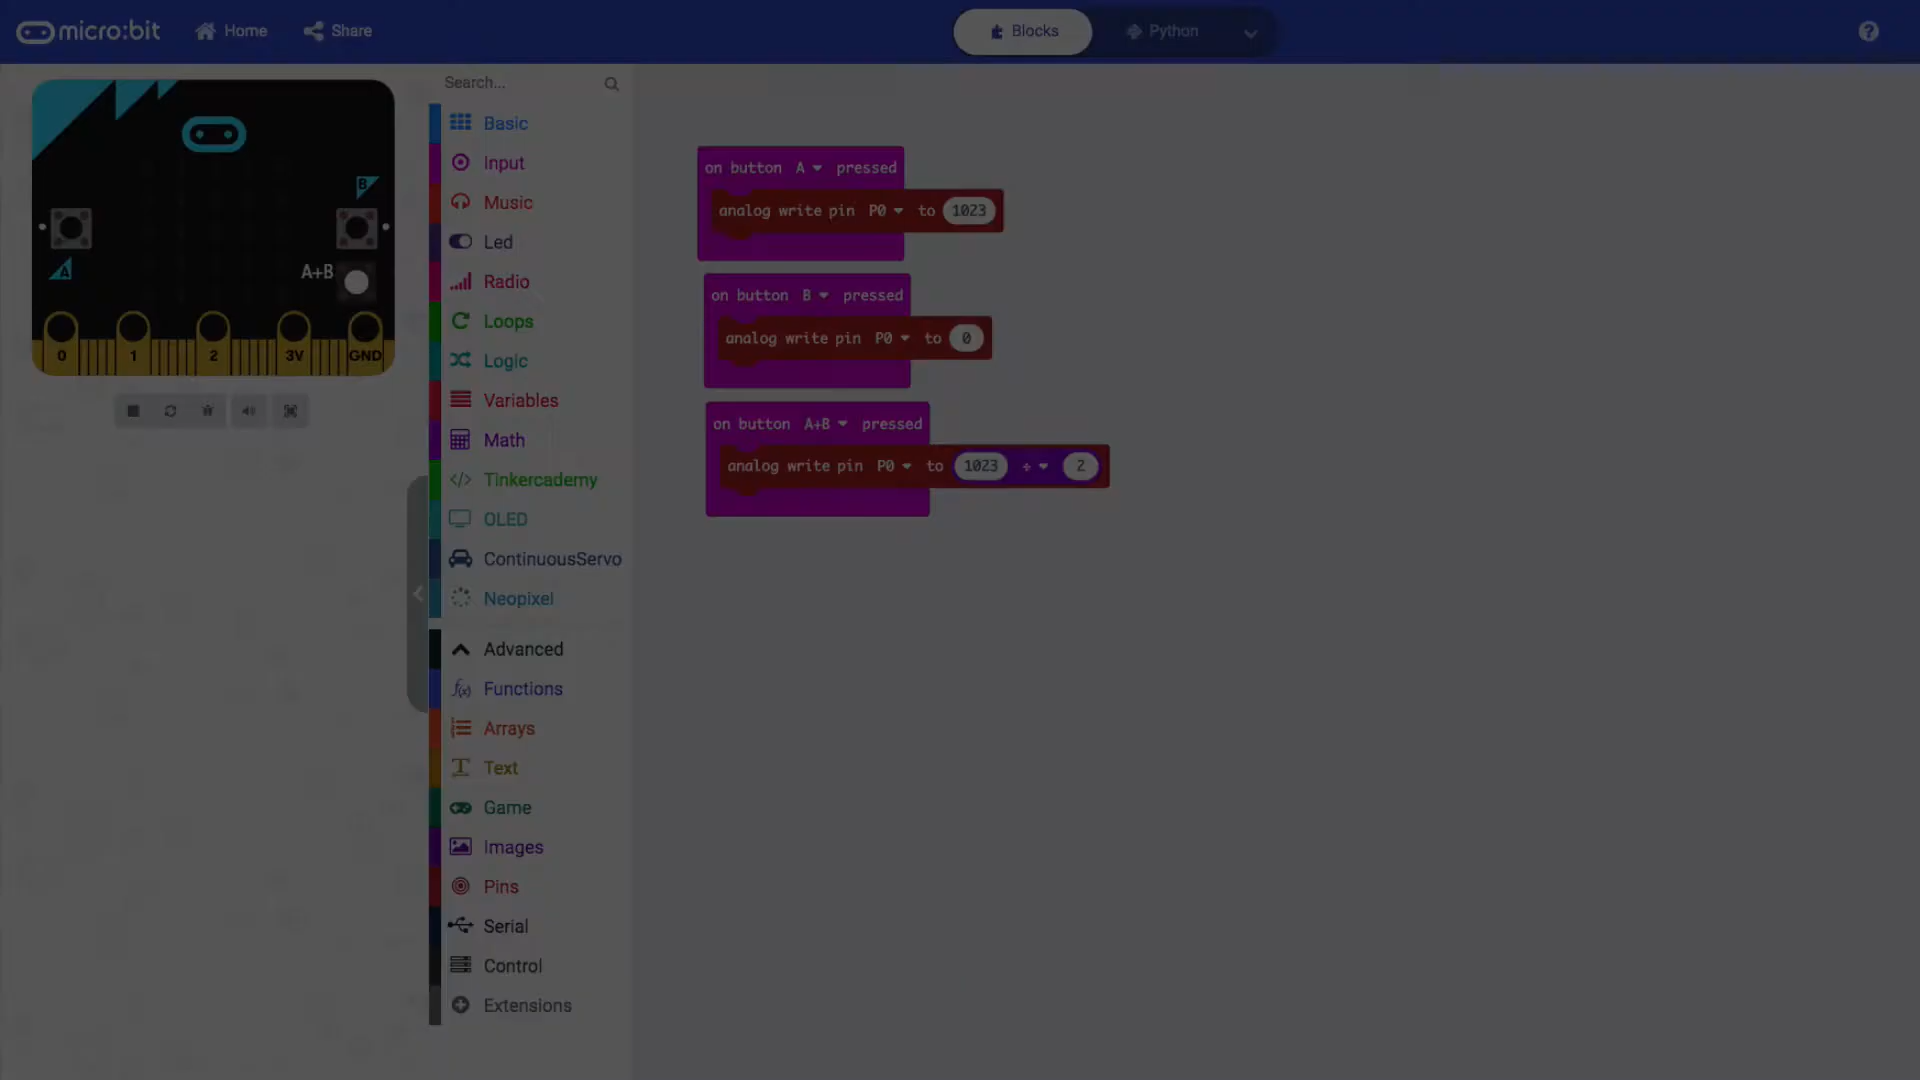 micro:bit Home Share Blocks Python ?
Search...
B
A
A+B
0 1 2 3V GND
Basic
Input
Music
Led
Radio
Loops
Logic
Variables
Math
Tinkercademy
OLED
ContinuousServo
Neopixel
Advanced
Functions
Arrays
Text
Game
Images
Pins
Serial
Control
Extensions
on button A pressed
analog write pin P0 to 1023
on button B pressed
analog write pin P0 to 0
on button A+B pressed
analog write pin P0 to 1023 ÷ 2